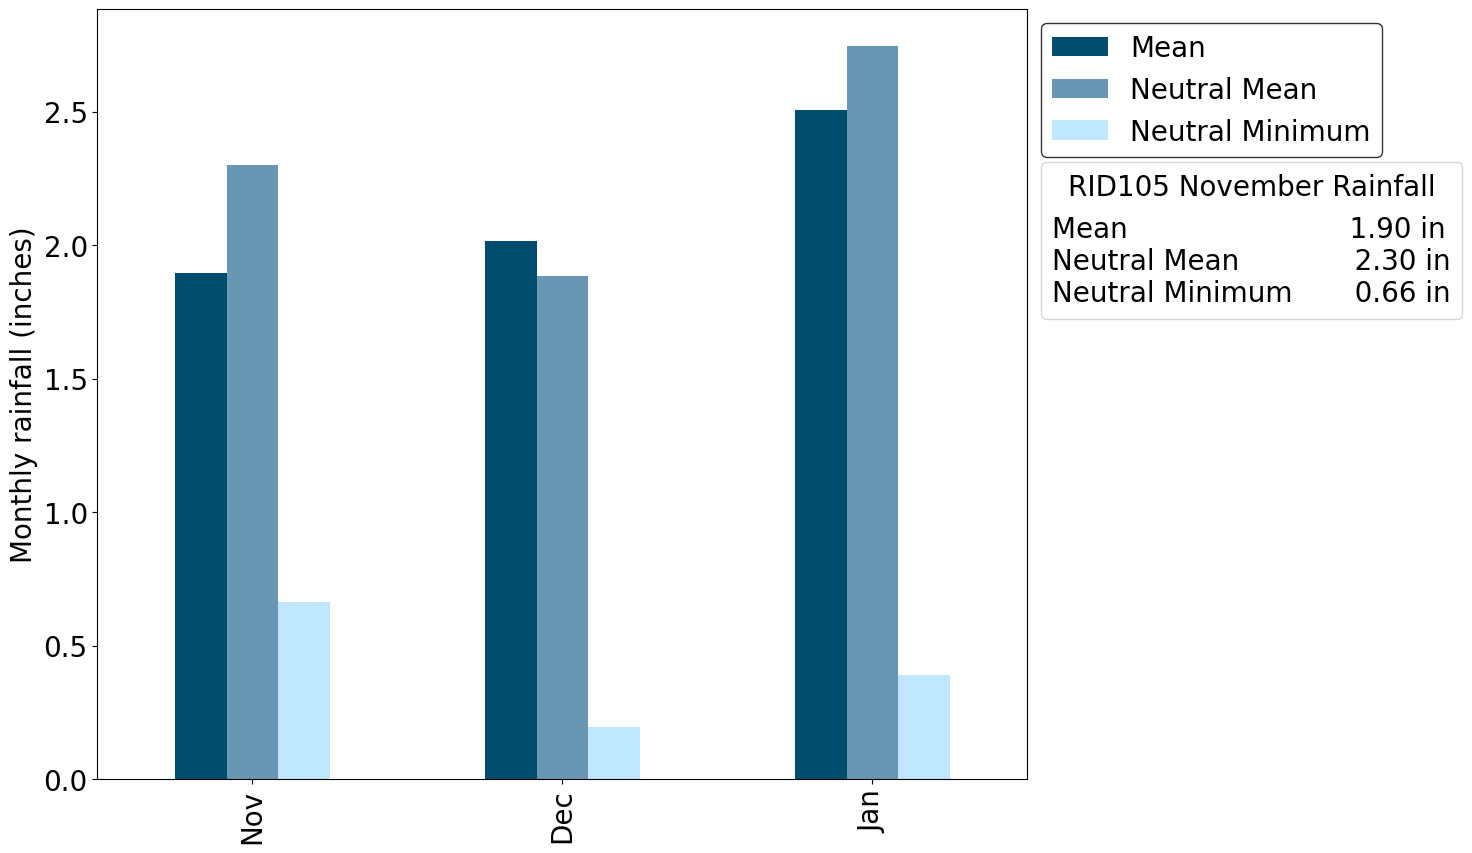 Monthly rainfall (inches)
2.5
2.0
1.5
1.0
0.5
0.0
Nov
Dec
Jan
Mean
Neutral Mean
Neutral Minimum
RID105 November Rainfall
Mean 1.90 in
Neutral Mean 2.30 in
Neutral Minimum 0.66 in